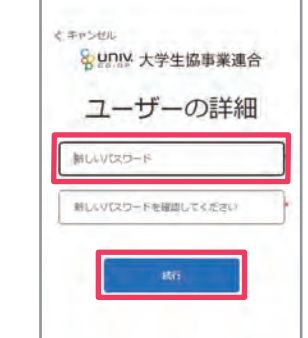 < キャンセル
UNIV. CO-OP 大学生協事業連合
ユーザーの詳細
新しいパスワード
新しいパスワードを確認してください *
続行